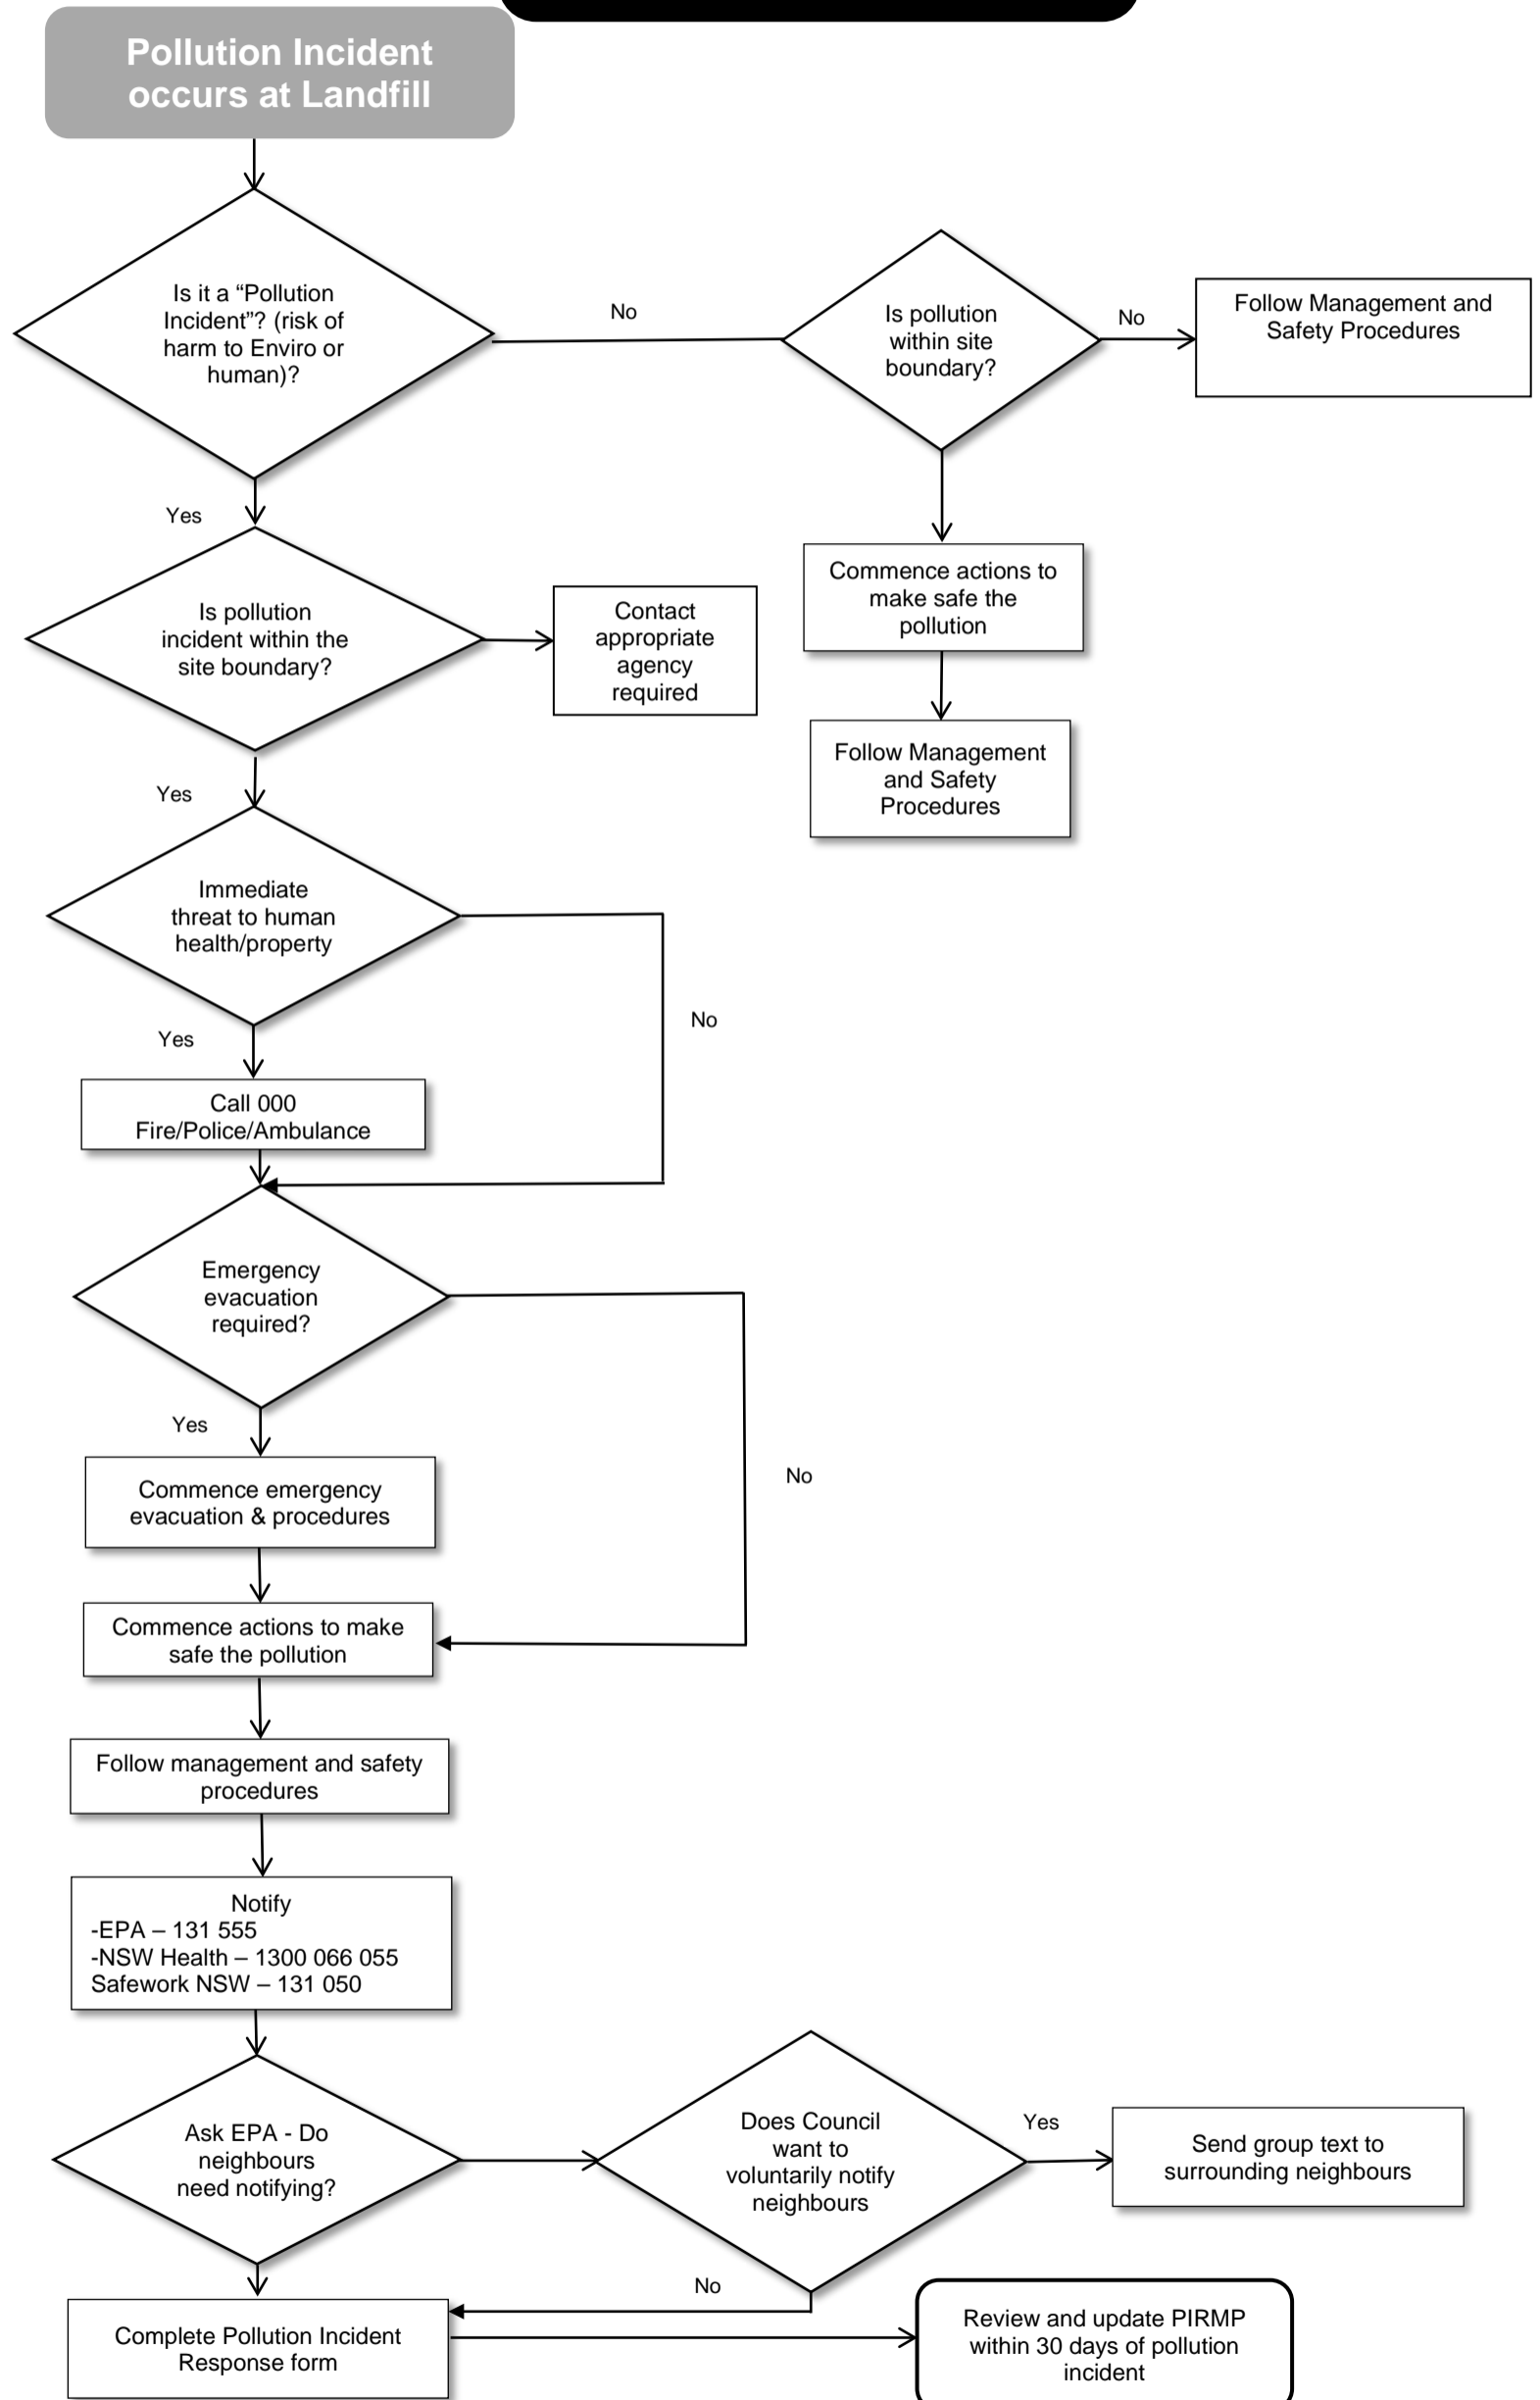 Pollution Incident
occurs at Landfill
Is it a “Pollution
Incident”? (risk of
harm to Enviro or
human)?
No
Is pollution
within site
boundary?
No
Follow Management and
Safety Procedures
Yes
Is pollution
incident within the
site boundary?
Contact
appropriate
agency
required
Commence actions to
make safe the
pollution
Follow Management
and Safety
Procedures
Yes
Immediate
threat to human
health/property
No
Yes
Call 000
Fire/Police/Ambulance
Emergency
evacuation
required?
Yes
No
Commence emergency
evacuation & procedures
Commence actions to make
safe the pollution
Follow management and safety
procedures
Notify
-EPA – 131 555
-NSW Health – 1300 066 055
Safework NSW – 131 050
Ask EPA - Do
neighbours
need notifying?
Does Council
want to
voluntarily notify
neighbours
Yes
Send group text to
surrounding neighbours
No
Complete Pollution Incident
Response form
Review and update PIRMP
within 30 days of pollution
incident